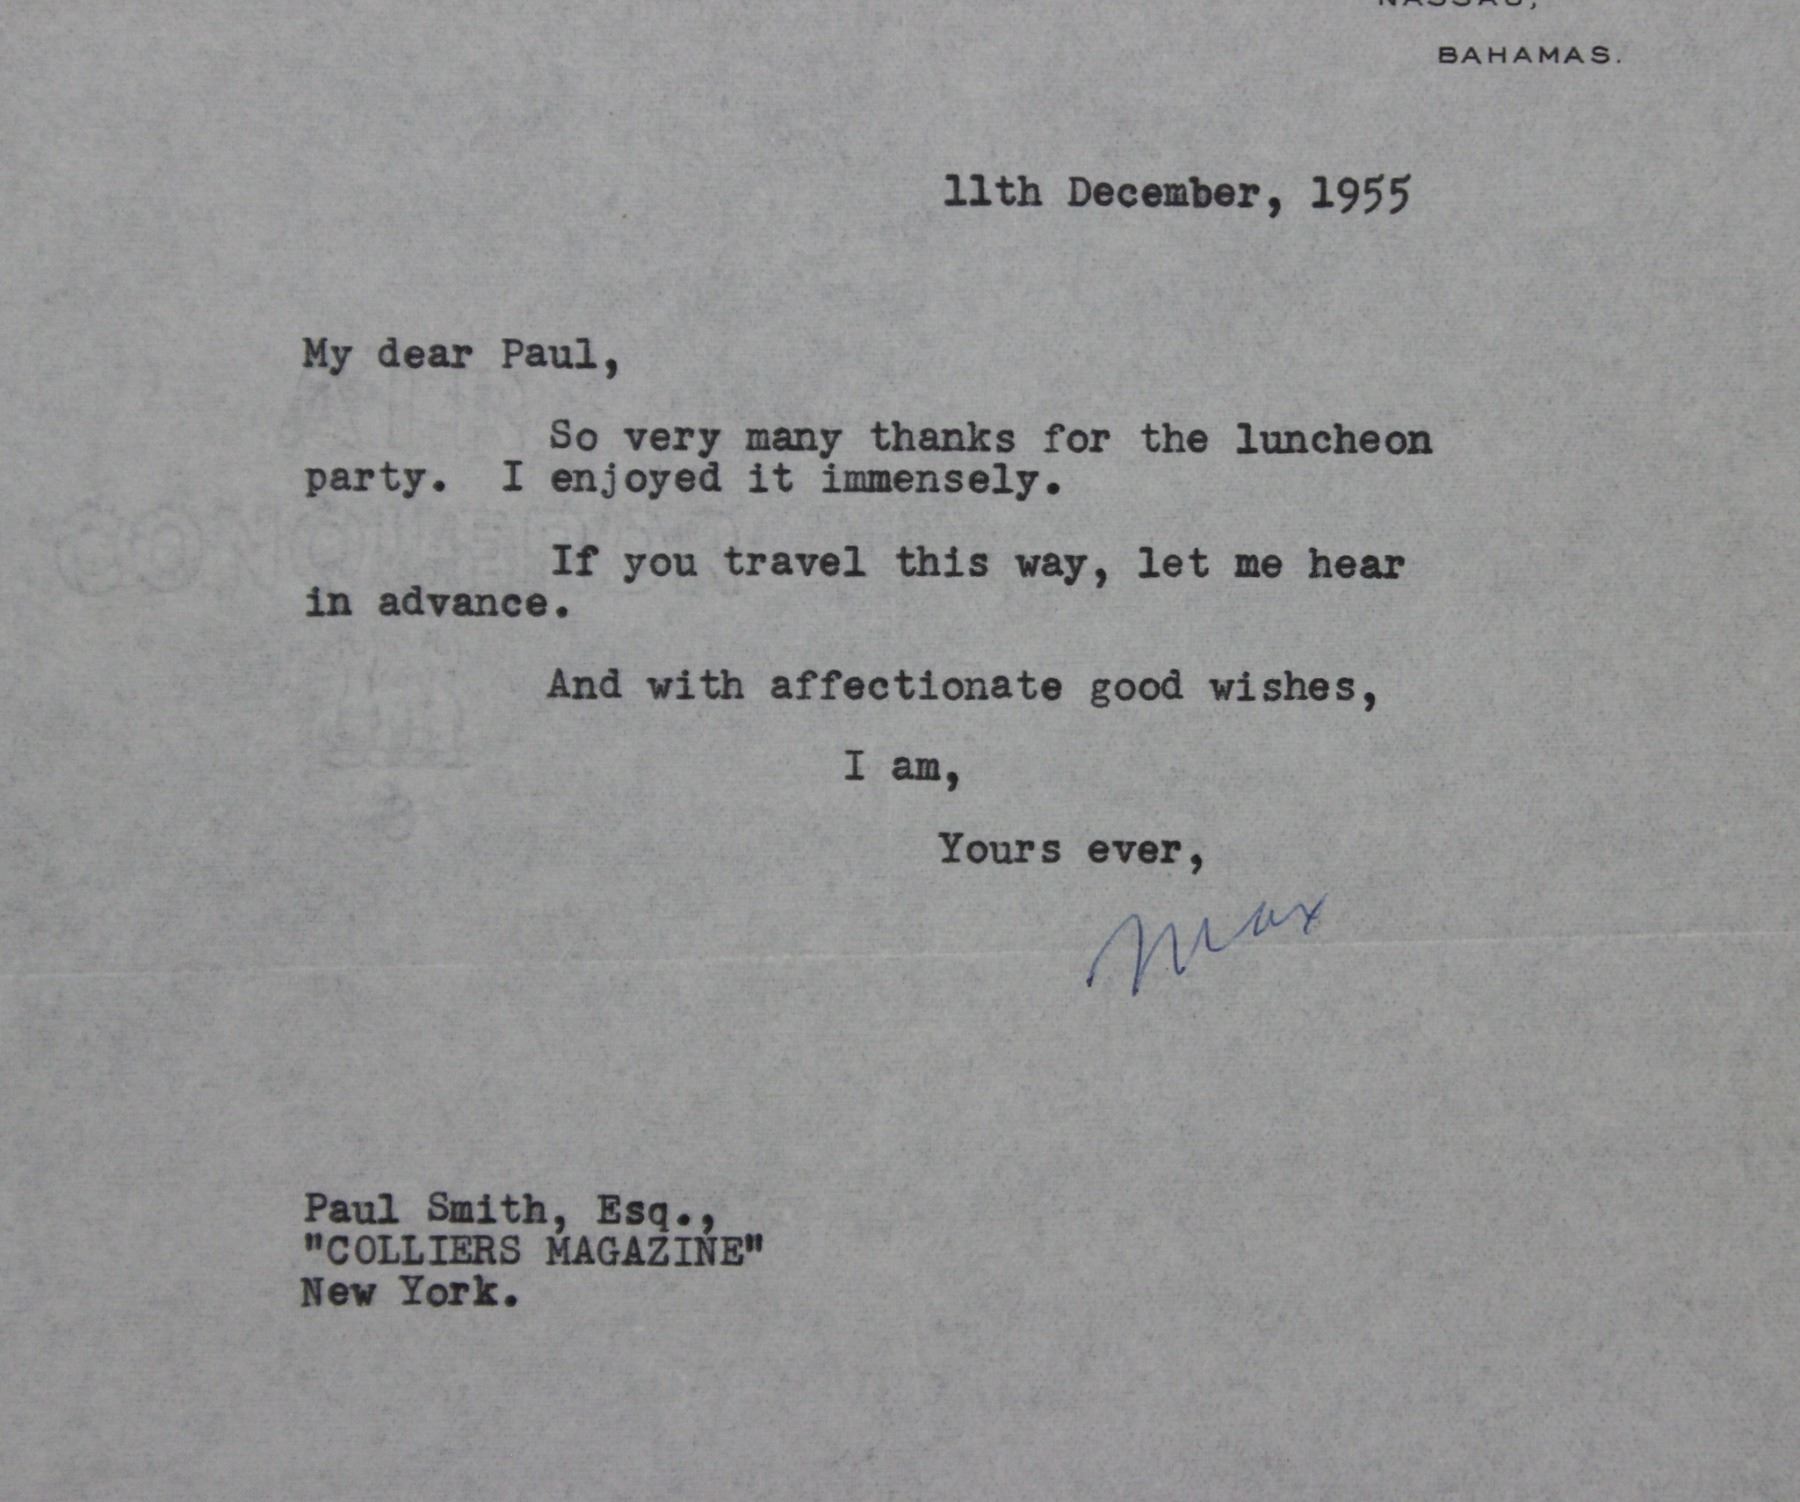 NASSAU,
BAHAMAS.
11th December, 1955
My dear Paul,
So very many thanks for the luncheon
party. I enjoyed it immensely.
If you travel this way, let me hear
in advance.
And with affectionate good wishes,
I am,
Yours ever,
Max
Paul Smith, Esq.,
"COLLIERS MAGAZINE"
New York.